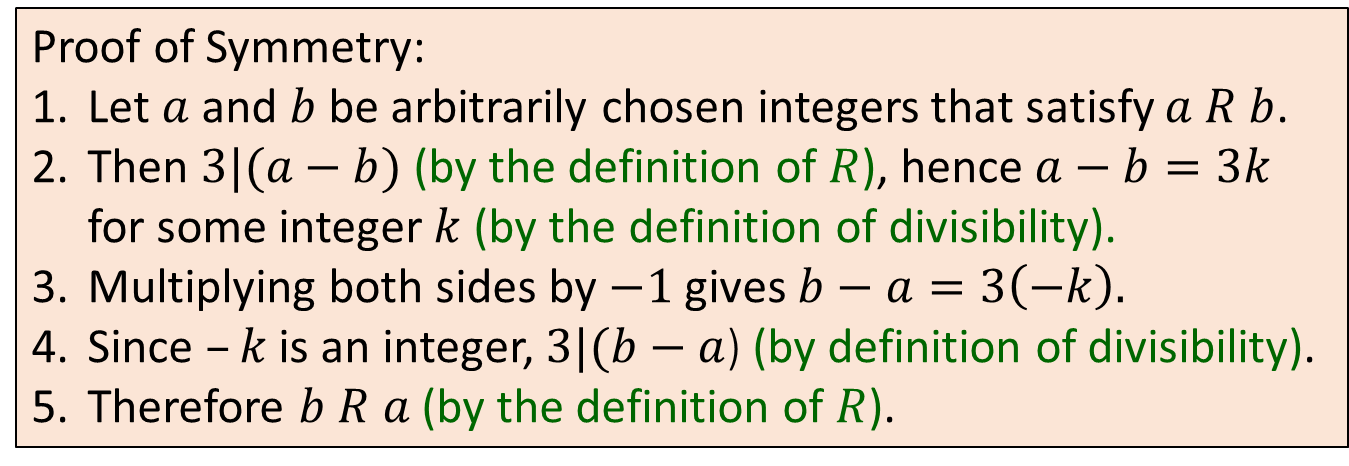 Proof of Symmetry:
1. Let 𝑎 and 𝑏 be arbitrarily chosen integers that satisfy 𝑎 𝑅 𝑏.
2. Then 3|(𝑎 − 𝑏) (by the definition of 𝑅), hence 𝑎 − 𝑏 = 3𝑘
for some integer 𝑘 (by the definition of divisibility).
3. Multiplying both sides by −1 gives 𝑏 − 𝑎 = 3(−𝑘).
4. Since – 𝑘 is an integer, 3|(𝑏 − 𝑎) (by definition of divisibility).
5. Therefore 𝑏 𝑅 𝑎 (by the definition of 𝑅).